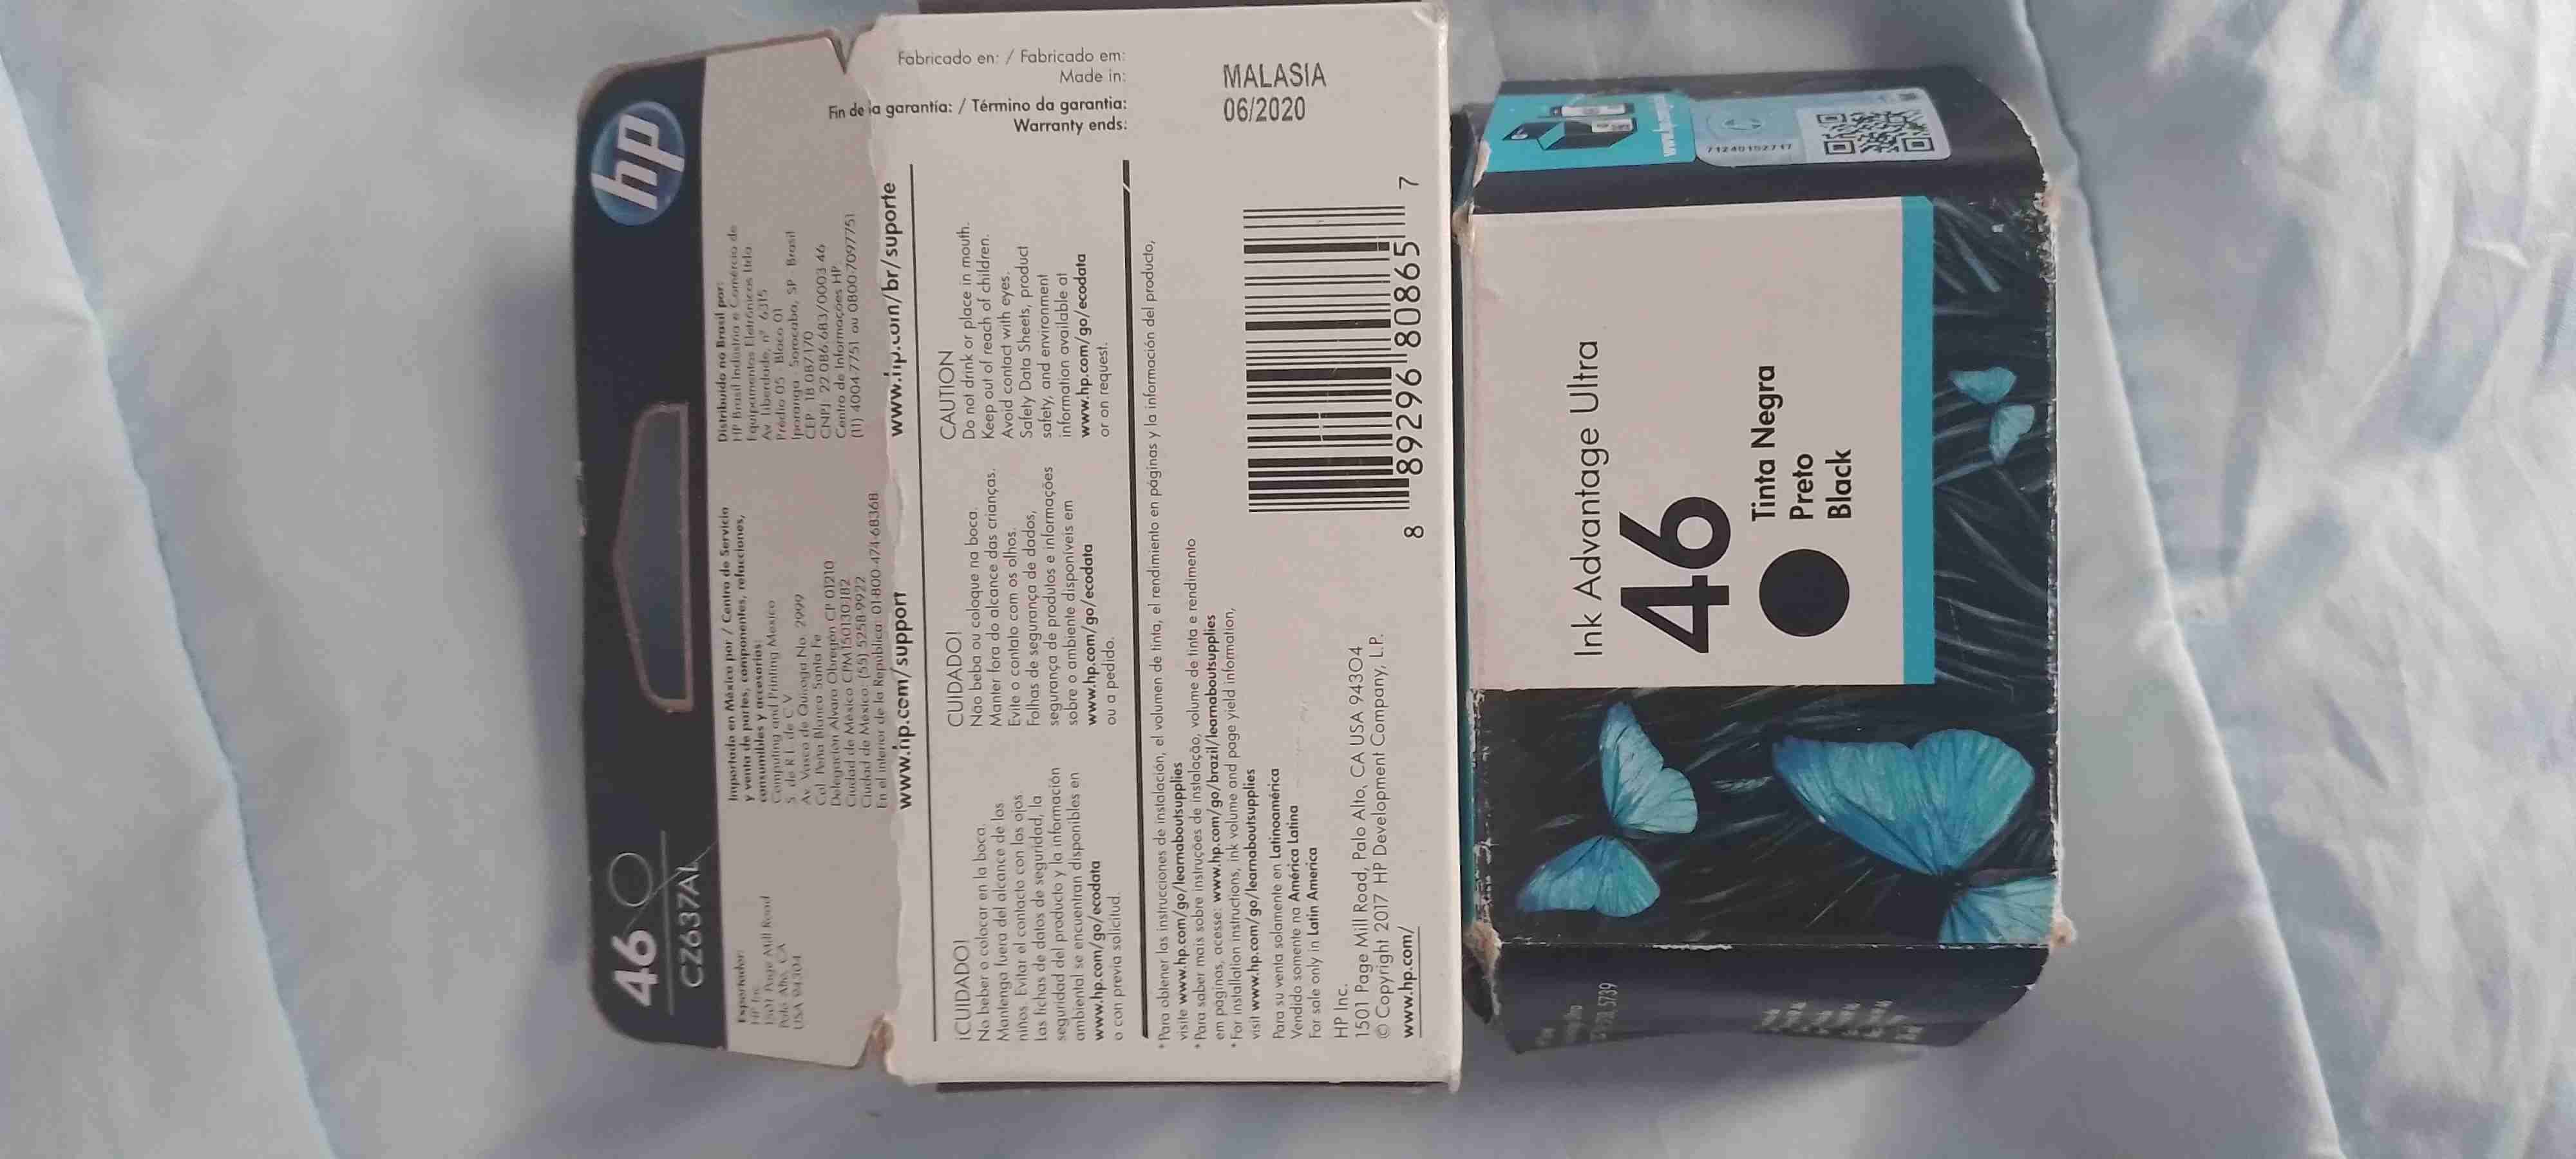 46
CZ637AL
hp
Exportador:
HP Inc.
1501 Page Mill Road
Palo Alto, CA
USA 94304
Importado en México por / Centro de Servicio
y venta de partes, componentes, refacciones,
consumibles y accesorios:
Computing and Printing Mexico
S. de R.L. de C.V.
Av. Vasco de Quiroga No. 2999
Col. Peña Blanca Santa Fe
Delegación Alvaro Obregón CP 01210
Ciudad de México CPM150130JB2
Ciudad de México: (55) 5258-9922
En el interior de la República: 01-800-474-68368
www.hp.com/support
Distribuido no Brasil por:
HP Brasil Indústria e Comércio de
Equipamentos Eletrônicos Ltda
Av. Liberdade, nº 6315
Prédio 05 - Bloco 01
Iporanga - Sorocaba, SP - Brasil
CEP: 18.087-170
CNPJ: 22.086.683/0003-46
Centro de Informações HP
(11) 4004-7751 ou 0800-7097751
www.hp.com/br/suporte
Fabricado en: / Fabricado em:
Made in:
MALASIA
Fin de la garantía: / Término da garantia:
Warranty ends:
06/2020
¡CUIDADO!
No beber o colocar en la boca.
Mantenga fuera del alcance de los
niños. Evitar el contacto con los ojos.
Las fichas de datos de seguridad, la
seguridad del producto y la información
ambiental se encuentran disponibles en
www.hp.com/go/ecodata
o con previa solicitud.
CUIDADO!
Não beba ou coloque na boca.
Manter fora do alcance das crianças.
Evite o contato com os olhos.
Folhas de segurança de dados,
segurança de produtos e informações
sobre o ambiente disponíveis em
www.hp.com/go/ecodata
ou a pedido.
CAUTION
Do not drink or place in mouth.
Keep out of reach of children.
Avoid contact with eyes.
Safety Data Sheets, product
safety, and environment
information available at
www.hp.com/go/ecodata
or on request.
* Para obtener las instrucciones de instalación, el volumen de tinta, el rendimiento en páginas y la información del producto,
visite www.hp.com/go/learnaboutsupplies
* Para saber mais sobre instruções de instalação, volume de tinta e rendimento
em páginas, acesse: www.hp.com/go/brazil/learnaboutsupplies
* For installation instructions, ink volume and page yield information,
visit www.hp.com/go/learnaboutsupplies
Para su venta solamente en Latinoamérica
Vendido somente na América Latina
For sale only in Latin America
HP Inc.
1501 Page Mill Road, Palo Alto, CA USA 94304
© Copyright 2017 HP Development Company, L.P.
www.hp.com/
8 89296 80865 7
Ink Advantage Ultra
46
Tinta Negra
Preto
Black
71240152717